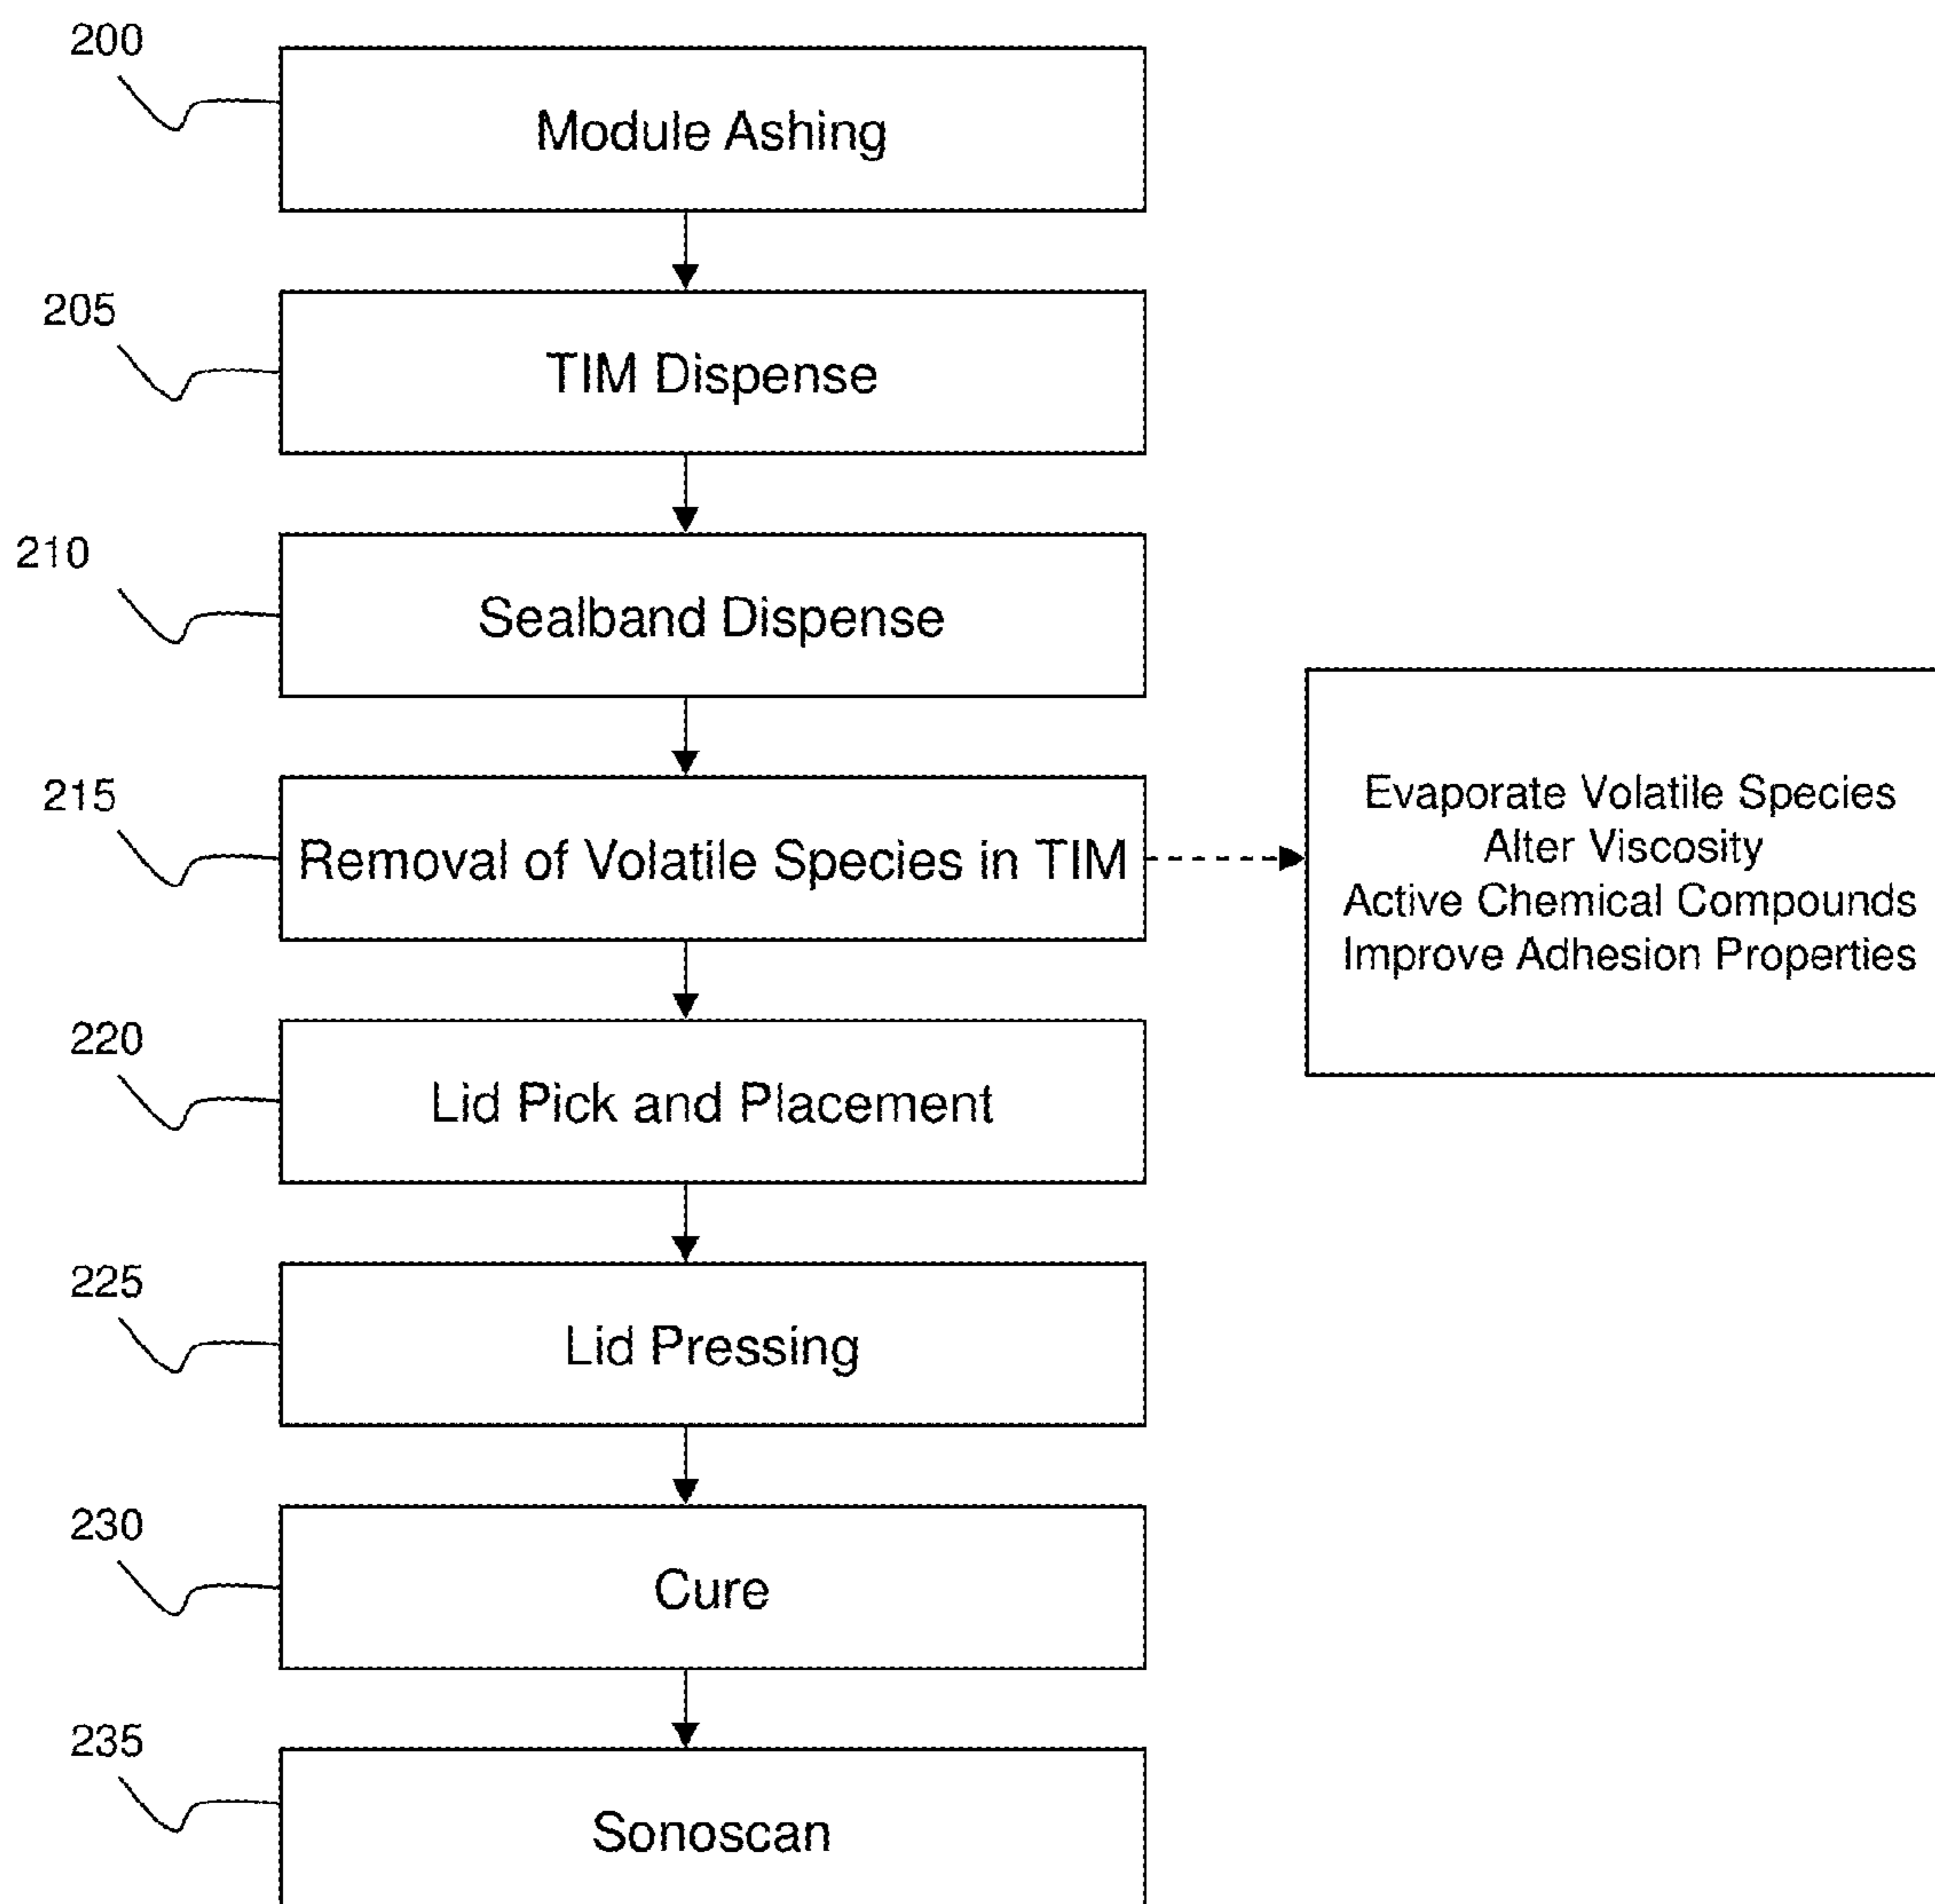 200
Module Ashing
205
TIM Dispense
210
Sealband Dispense
215
Removal of Volatile Species in TIM
Evaporate Volatile Species
Alter Viscosity
Active Chemical Compounds
Improve Adhesion Properties
220
Lid Pick and Placement
225
Lid Pressing
230
Cure
235
Sonoscan